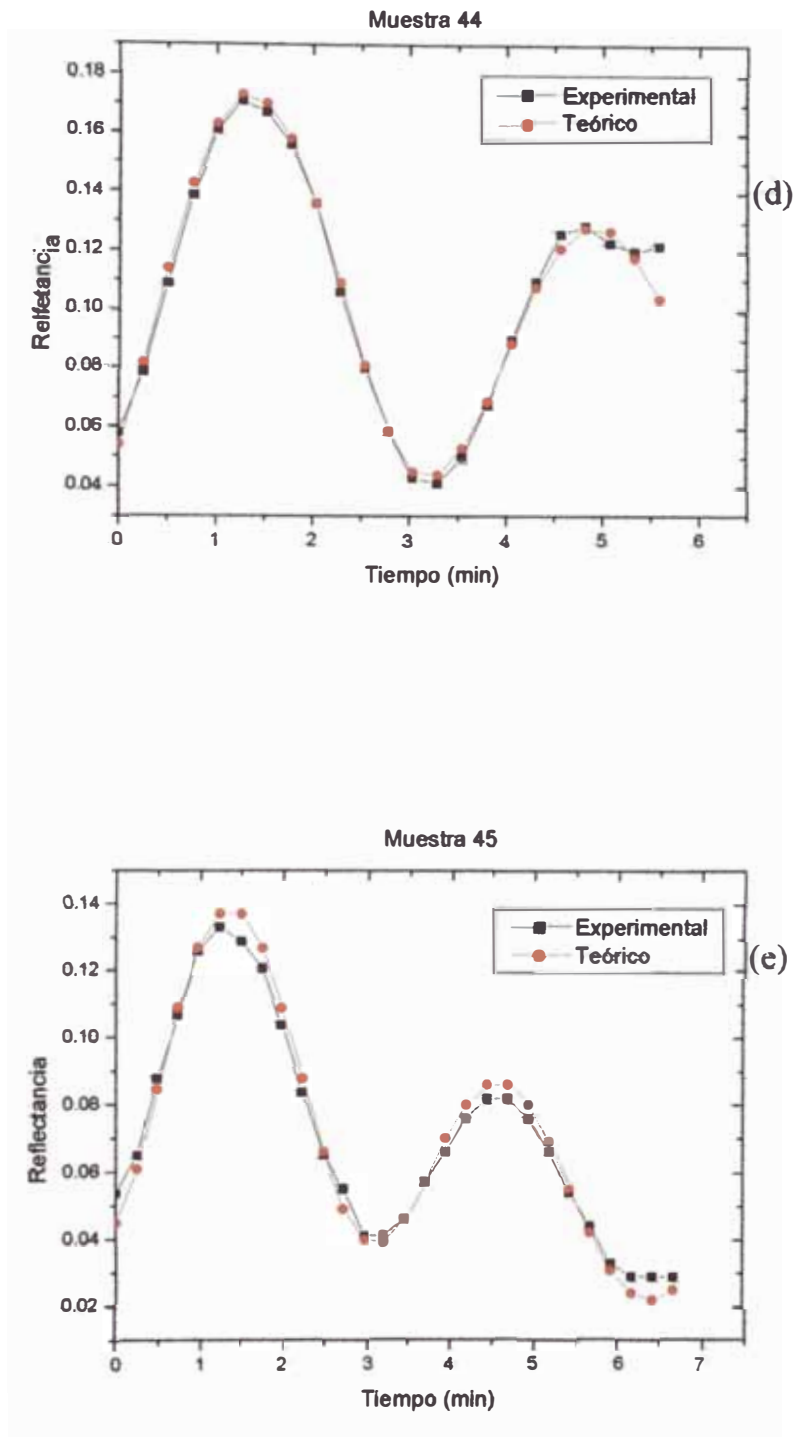 Muestra 44
0.18
0.16
0.14
0.12
0.10
0.08
0.06
0.04
Relfetancia
Experimental
Teórico
(d)
0 1 2 3 4 5 6
Tiempo (min)
Muestra 45
0.14
0.12
0.10
0.08
0.06
0.04
0.02
Reflectancia
Experimental
Teórico
(e)
0 1 2 3 4 5 6 7
Tiempo (min)